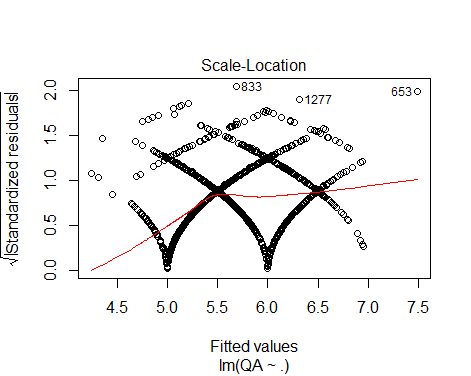 Scale-Location
√|Standardized residuals|
2.0
1.5
1.0
0.5
0.0
833
1277
653
4.5 5.0 5.5 6.0 6.5 7.0 7.5
Fitted values
lm(QA ~ .)